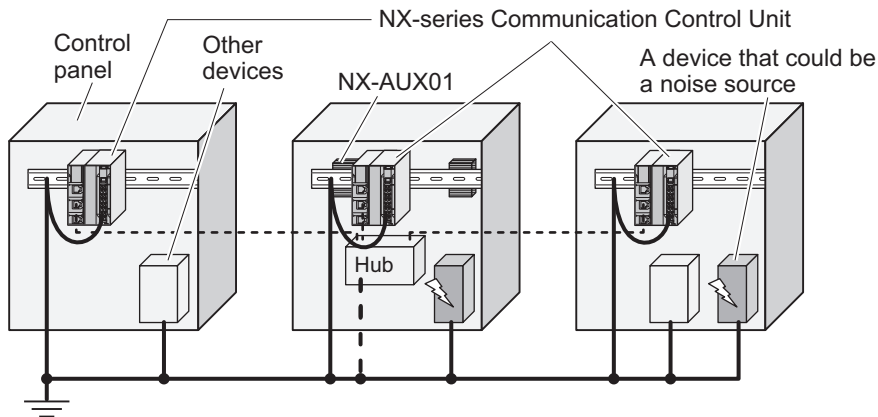 NX-series Communication Control Unit
Control
panel
Other
devices
NX-AUX01
A device that could be
a noise source
Hub